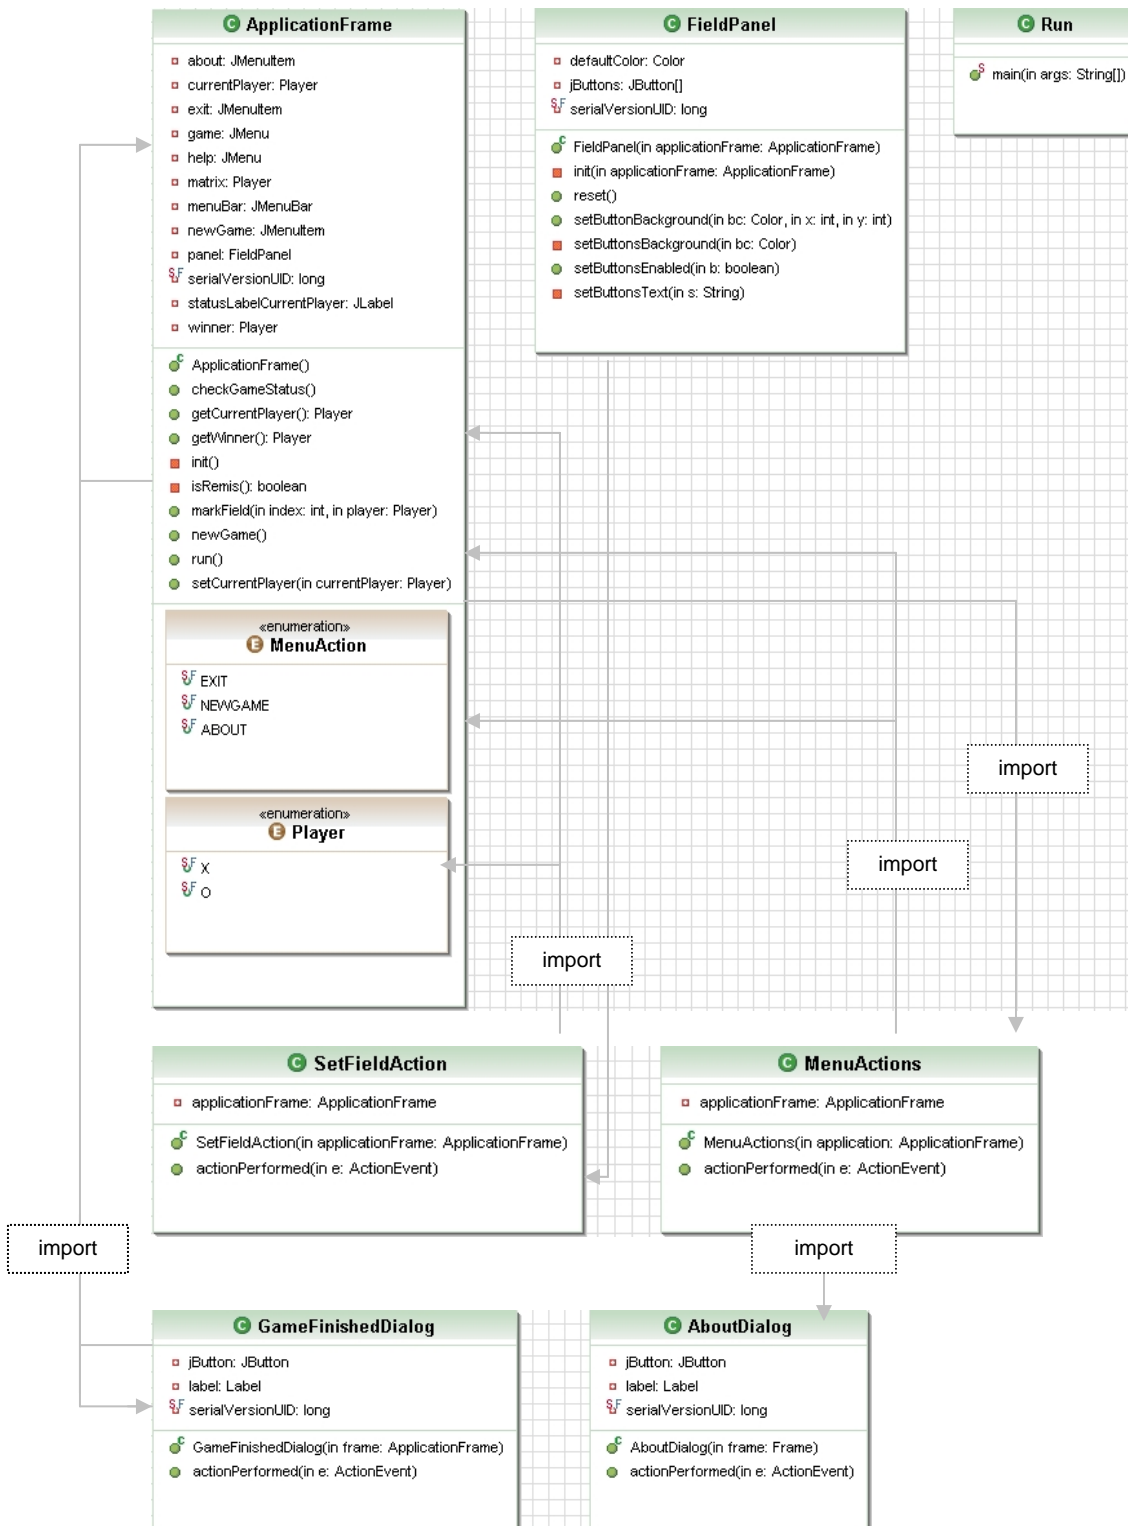 ApplicationFrame
about: JMenuItem
currentPlayer: Player
exit: JMenuItem
game: JMenu
help: JMenu
matrix: Player
menuBar: JMenuBar
newGame: JMenuItem
panel: FieldPanel
serialVersionUID: long
statusLabelCurrentPlayer: JLabel
winner: Player
ApplicationFrame()
checkGameStatus()
getCurrentPlayer(): Player
getWinner(): Player
init()
isRemis(): boolean
markField(in index: int, in player: Player)
newGame()
run()
setCurrentPlayer(in currentPlayer: Player)
«enumeration»
MenuAction
EXIT
NEWGAME
ABOUT
«enumeration»
Player
X
O
FieldPanel
defaultColor: Color
jButtons: JButton[]
serialVersionUID: long
FieldPanel(in applicationFrame: ApplicationFrame)
init(in applicationFrame: ApplicationFrame)
reset()
setButtonBackground(in bc: Color, in x: int, in y: int)
setButtonsBackground(in bc: Color)
setButtonsEnabled(in b: boolean)
setButtonsText(in s: String)
Run
main(in args: String[])
import
import
import
SetFieldAction
applicationFrame: ApplicationFrame
SetFieldAction(in applicationFrame: ApplicationFrame)
actionPerformed(in e: ActionEvent)
MenuActions
applicationFrame: ApplicationFrame
MenuActions(in application: ApplicationFrame)
actionPerformed(in e: ActionEvent)
import
import
GameFinishedDialog
jButton: JButton
label: Label
serialVersionUID: long
GameFinishedDialog(in frame: ApplicationFrame)
actionPerformed(in e: ActionEvent)
AboutDialog
jButton: JButton
label: Label
serialVersionUID: long
AboutDialog(in frame: Frame)
actionPerformed(in e: ActionEvent)